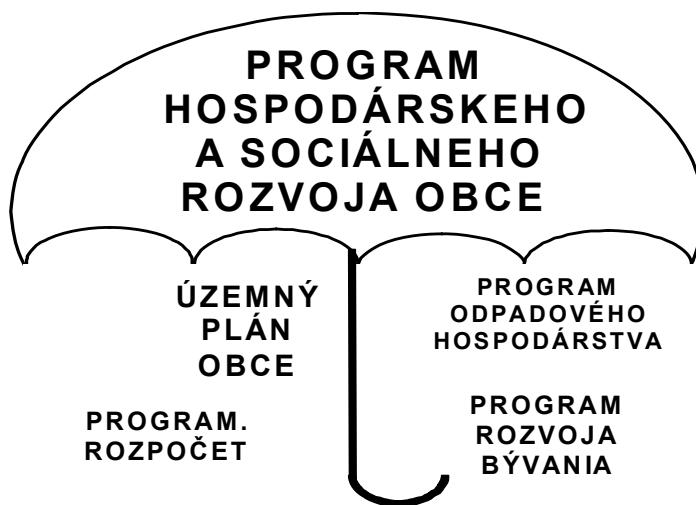 PROGRAM
HOSPODÁRSKEHO
A SOCIÁLNEHO
ROZVOJA OBCE
ÚZEMNÝ
PLÁN
OBCE
PROGRAM
ODPADOVÉHO
HOSPODÁRSTVA
PROGRAM.
ROZPOČET
PROGRAM
ROZVOJA
BÝVANIA